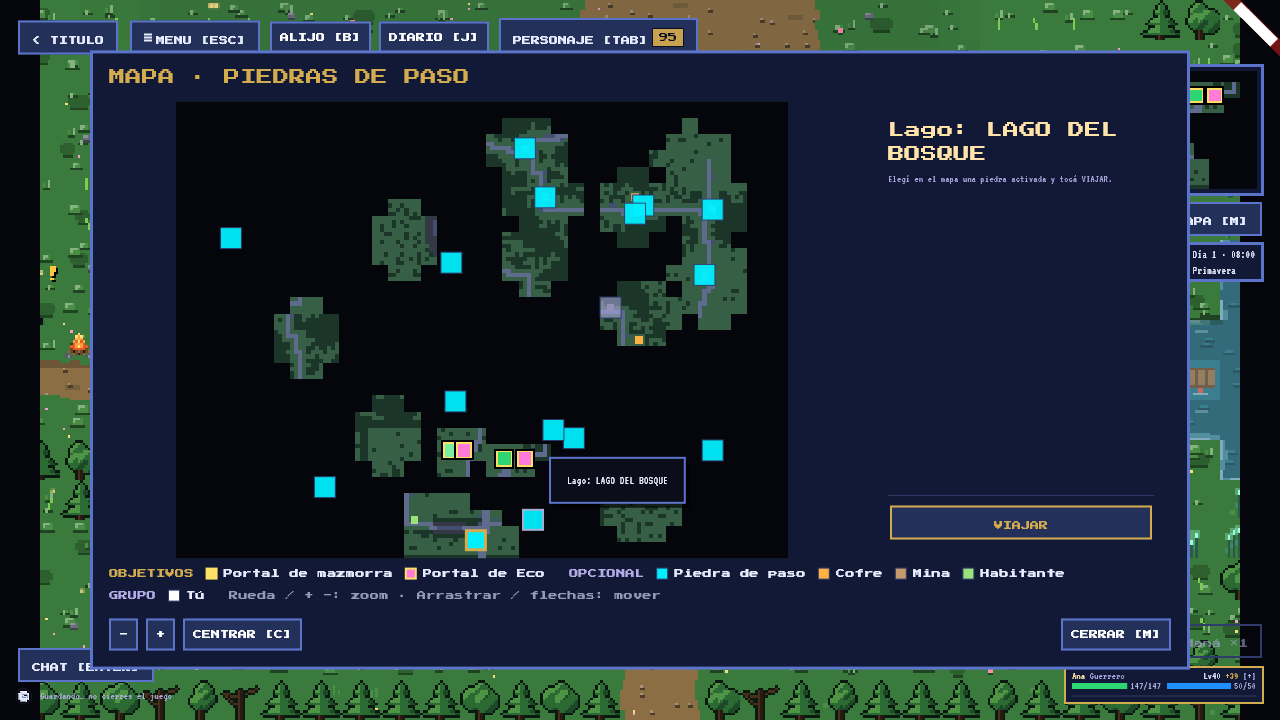 < TITULO
≡MENU [ESC]
ALIJO [B]
DIARIO [J]
PERSONAJE [TAB] 95
MAPA · PIEDRAS DE PASO
Lago: LAGO DEL
BOSQUE
Elegí en el mapa una piedra activada y tocá VIAJAR.
APA [M]
Día 1 · 08:00
Primavera
Lago: LAGO DEL BOSQUE
VIAJAR
OBJETIVOS Portal de mazmorra Portal de Eco OPCIONAL Piedra de paso Cofre Mina Habitante
GRUPO Tú Rueda / + -: zoom · Arrastrar / flechas: mover
-
+
CENTRAR [C]
CERRAR [M]
CHAT [E
Guardando… no cierres el juego
Ana Guerrero Lv40 +39 [+]
147/147 50/50